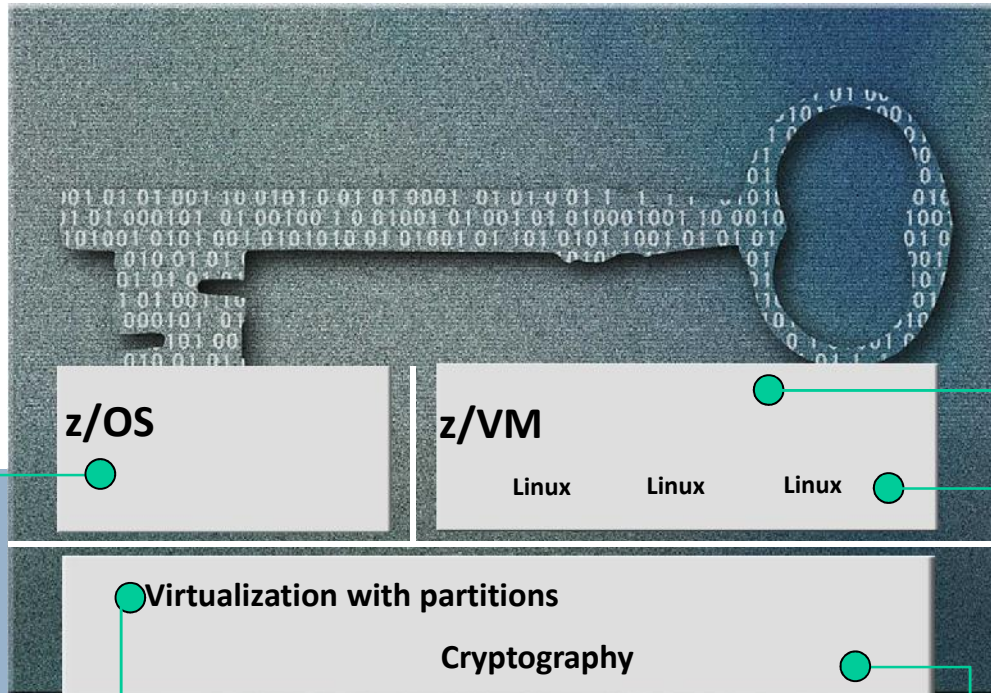 z/OS
z/VM
Linux Linux Linux
Virtualization with partitions
Cryptography